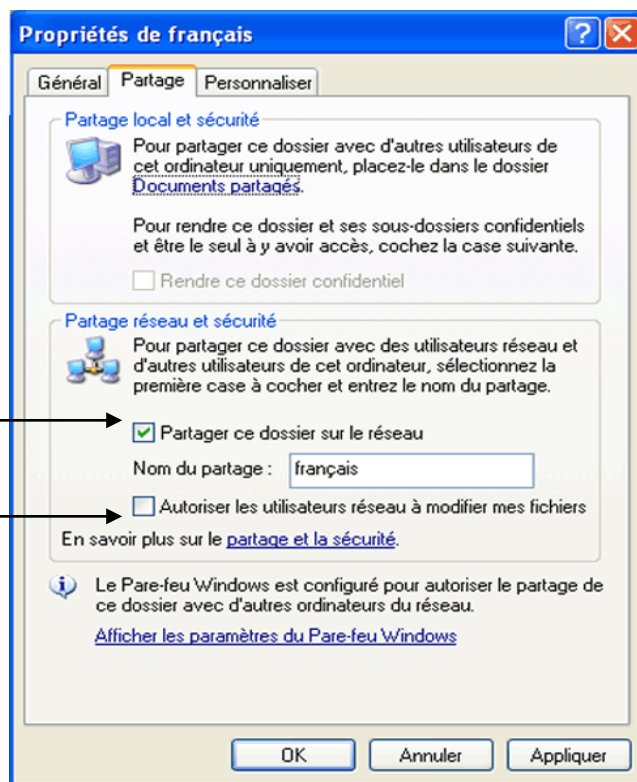 Propriétés de français
?
Général Partage Personnaliser
Partage local et sécurité
Pour partager ce dossier avec d'autres utilisateurs de
cet ordinateur uniquement, placez-le dans le dossier
Documents partagés.
Pour rendre ce dossier et ses sous-dossiers confidentiels
et être le seul à y avoir accès, cochez la case suivante.
Rendre ce dossier confidentiel
Partage réseau et sécurité
Pour partager ce dossier avec des utilisateurs réseau et
d'autres utilisateurs de cet ordinateur, sélectionnez la
première case à cocher et entrez le nom du partage.
Partager ce dossier sur le réseau
Nom du partage : français
Autoriser les utilisateurs réseau à modifier mes fichiers
En savoir plus sur le partage et la sécurité.
Le Pare-feu Windows est configuré pour autoriser le partage de
ce dossier avec d'autres ordinateurs du réseau.
Afficher les paramètres du Pare-feu Windows
OK Annuler Appliquer